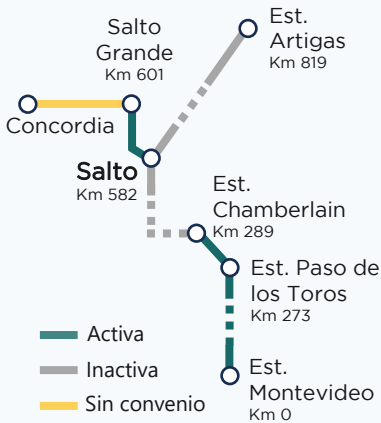 Est.
Artigas
Km 819
Salto
Grande
Km 601
Concordia
Salto
Km 582
Est.
Chamberlain
Km 289
Est. Paso de
los Toros
Km 273
Activa
Inactiva
Sin convenio
Est.
Montevideo
Km 0